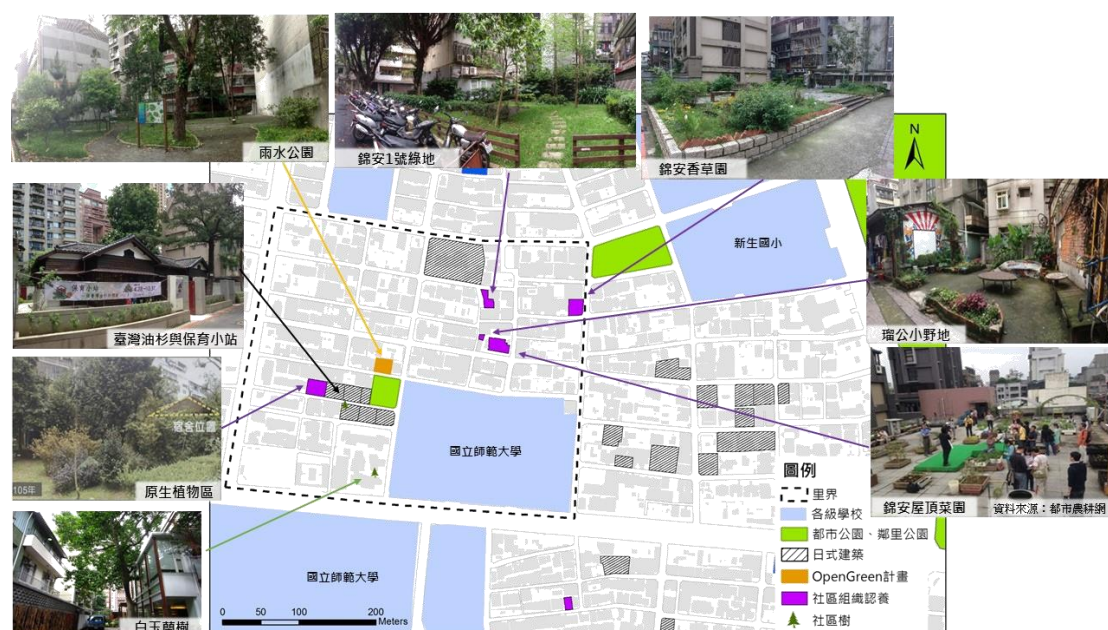 雨水公園
錦安1號綠地
錦安香草園
N
新生國小
臺灣油杉與保育小站
瑠公小野地
宿舍位置
105年
原生植物區
國立師範大學
錦安屋頂菜園
資料來源：都市農耕網
白玉蘭樹
國立師範大學
0 50 100 200
Meters
圖例
里界
各級學校
都市公園、鄰里公園
日式建築
OpenGreen計畫
社區組織認養
社區樹